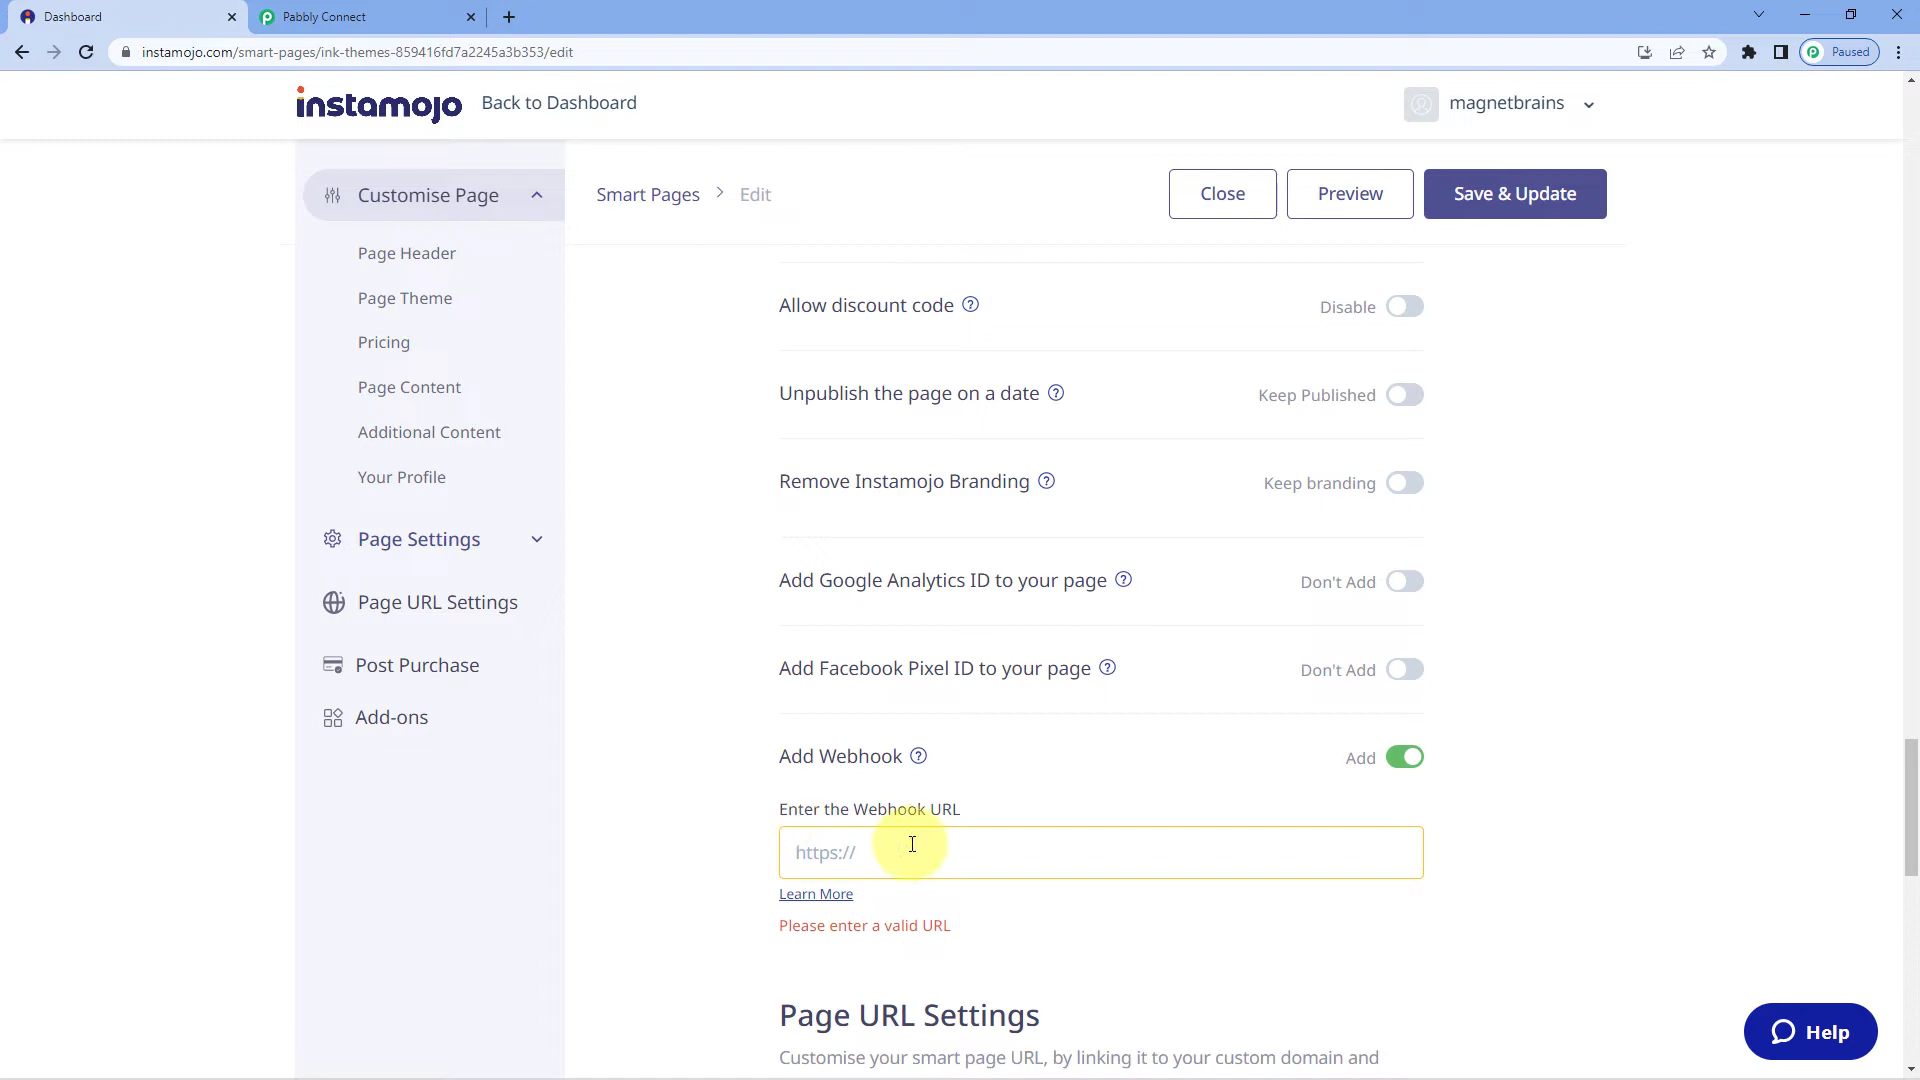 Dashboard
Pabbly Connect
instamojo.com/smart-pages/ink-themes-859416fd7a2245a3b353/edit
Paused
instamojo
Back to Dashboard
magnetbrains
Customise Page
Page Header
Page Theme
Pricing
Page Content
Additional Content
Your Profile
Page Settings
Page URL Settings
Post Purchase
Add-ons
Smart Pages > Edit
Close
Preview
Save & Update
Allow discount code
Disable
Unpublish the page on a date
Keep Published
Remove Instamojo Branding
Keep branding
Add Google Analytics ID to your page
Don't Add
Add Facebook Pixel ID to your page
Don't Add
Add Webhook
Add
Enter the Webhook URL
https://
Learn More
Please enter a valid URL
Page URL Settings
Customise your smart page URL, by linking it to your custom domain and
Help